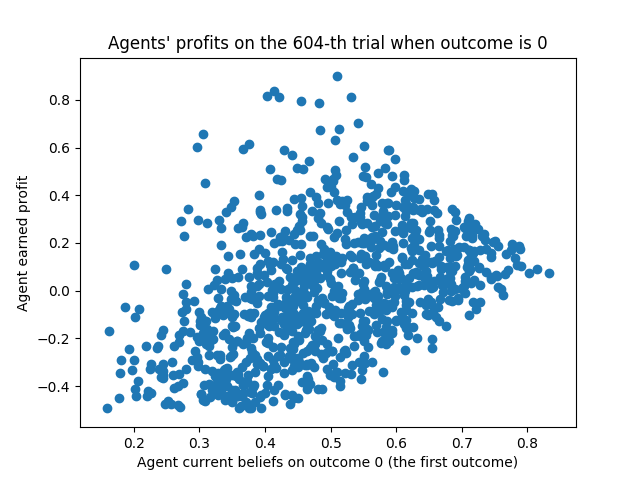 Agents' profits on the 604-th trial when outcome is 0
Agent earned profit
0.8
0.6
0.4
0.2
0.0
−0.2
−0.4
0.2 0.3 0.4 0.5 0.6 0.7 0.8
Agent current beliefs on outcome 0 (the first outcome)